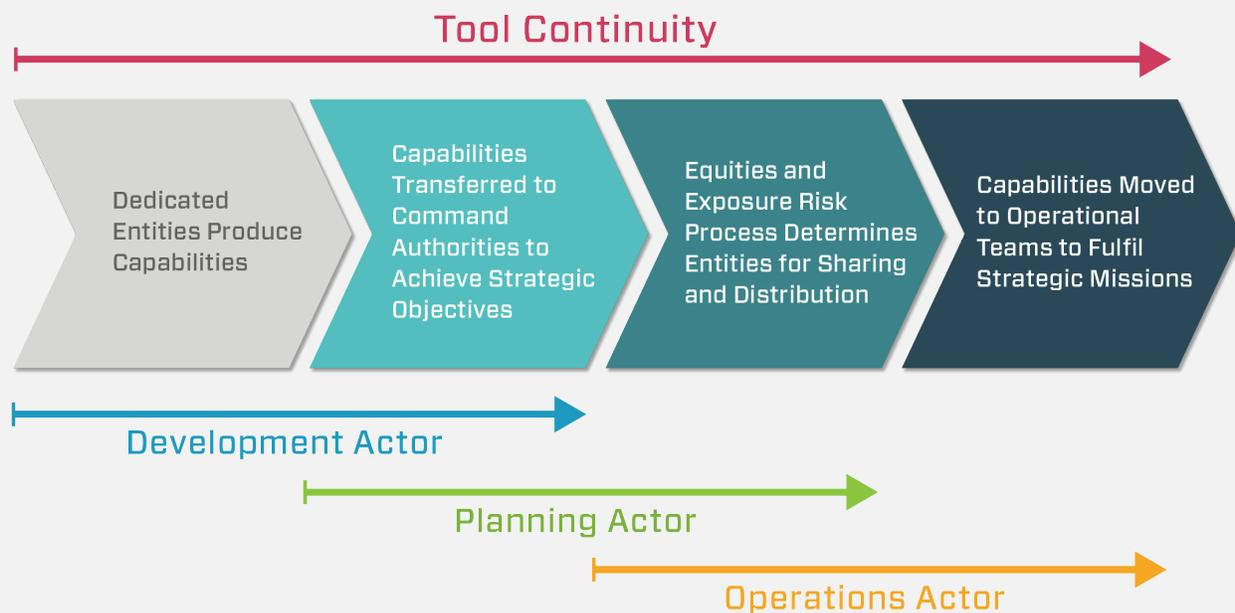 Tool Continuity
Dedicated
Entities Produce
Capabilities
Capabilities
Transferred to
Command
Authorities to
Achieve Strategic
Objectives
Equities and
Exposure Risk
Process Determines
Entities for Sharing
and Distribution
Capabilities Moved
to Operational
Teams to Fulfil
Strategic Missions
Development Actor
Planning Actor
Operations Actor